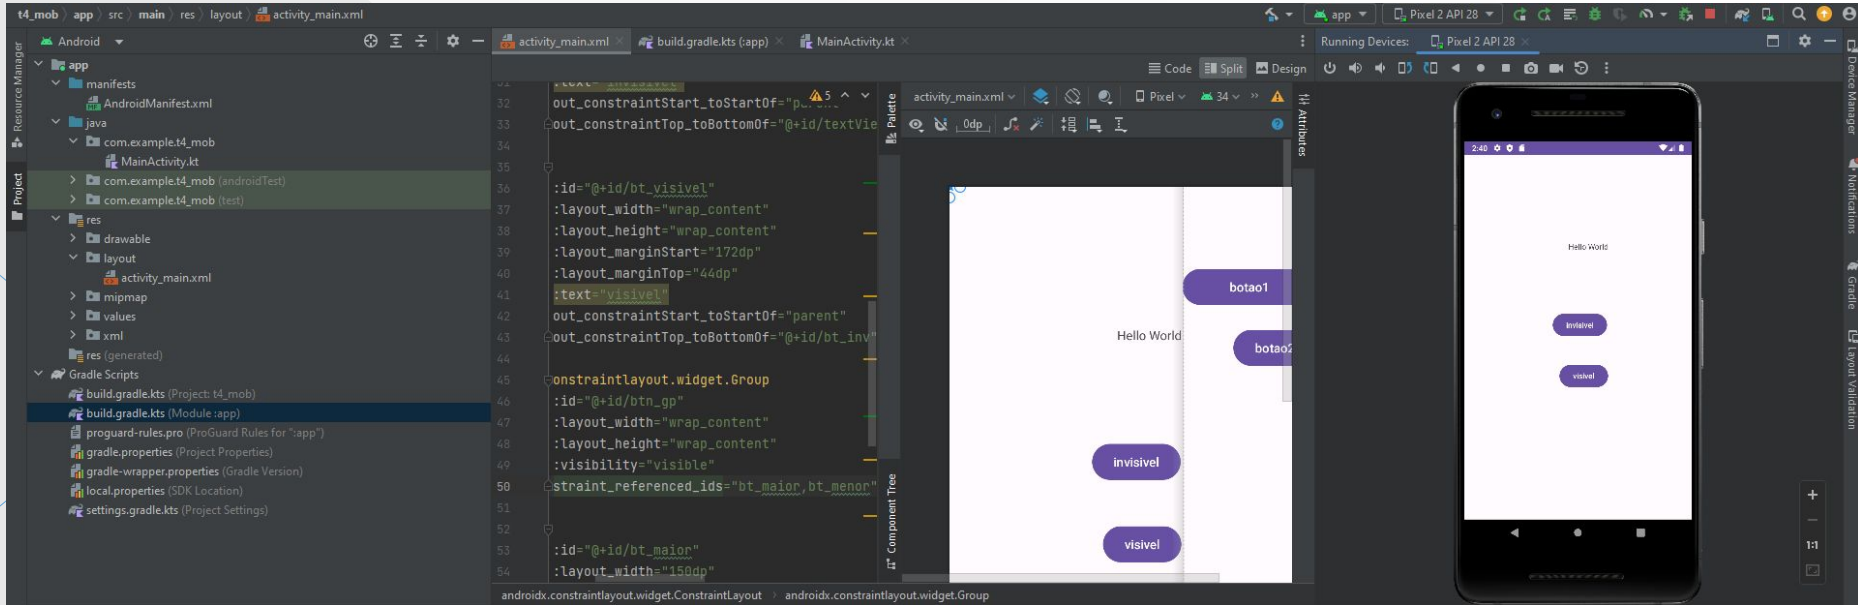 t4_mob app src main res layout activity_main.xml
app Pixel 2 API 28
Android
activity_main.xml build.gradle.kts (:app) MainActivity.kt
Running Devices: Pixel 2 API 28
Resource Manager
Project
app
manifests
AndroidManifest.xml
java
com.example.t4_mob
MainActivity.kt
com.example.t4_mob (androidTest)
com.example.t4_mob (test)
res
drawable
layout
activity_main.xml
mipmap
values
xml
res (generated)
Gradle Scripts
build.gradle.kts (Project: t4_mob)
build.gradle.kts (Module :app)
proguard-rules.pro (ProGuard Rules for ":app")
gradle.properties (Project Properties)
gradle-wrapper.properties (Gradle Version)
local.properties (SDK Location)
settings.gradle.kts (Project Settings)
Code Split Design
:text="invisivel"
5
32 out_constraintStart_toStartOf="parent"
33 out_constraintTop_toBottomOf="@+id/textVie
34
35
36 :id="@+id/bt_visivel"
37 :layout_width="wrap_content"
38 :layout_height="wrap_content"
39 :layout_marginStart="172dp"
40 :layout_marginTop="44dp"
41 :text="visivel"
42 out_constraintStart_toStartOf="parent"
43 out_constraintTop_toBottomOf="@+id/bt_inv"
44
45 onstraintlayout.widget.Group
46 :id="@+id/btn_gp"
47 :layout_width="wrap_content"
48 :layout_height="wrap_content"
49 :visibility="visible"
50 straint_referenced_ids="bt_maior,bt_menor"
51
52
53 :id="@+id/bt_maior"
54 :layout_width="150dp"
androidx.constraintlayout.widget.ConstraintLayout androidx.constraintlayout.widget.Group
Palette
Component Tree
activity_main.xml Pixel 34
0dp
Attributes
botao1
Hello World
botao2
invisivel
visivel
2:40
Hello World
invisivel
visivel
1:1
Device Manager
Notifications
Gradle
Layout Validation